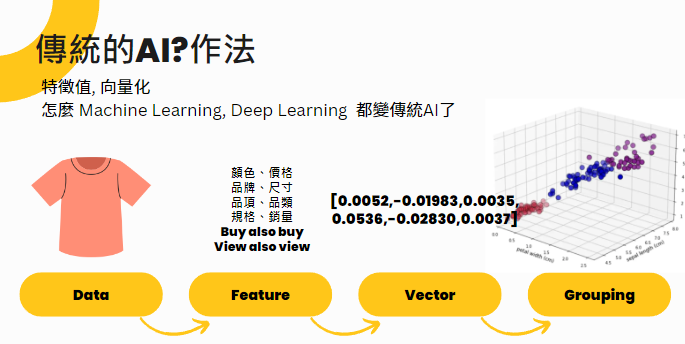 傳統的AI?作法
特徵值, 向量化
怎麼 Machine Learning, Deep Learning 都變傳統AI了
顏色、價格
品牌、尺寸
品項、品類
規格、銷量
Buy also buy
View also view
[0.0052,-0.01983,0.0035,
0.0536,-0.02830,0.0037]
petal width (cm)
sepal length (cm)
Data
Feature
Vector
Grouping